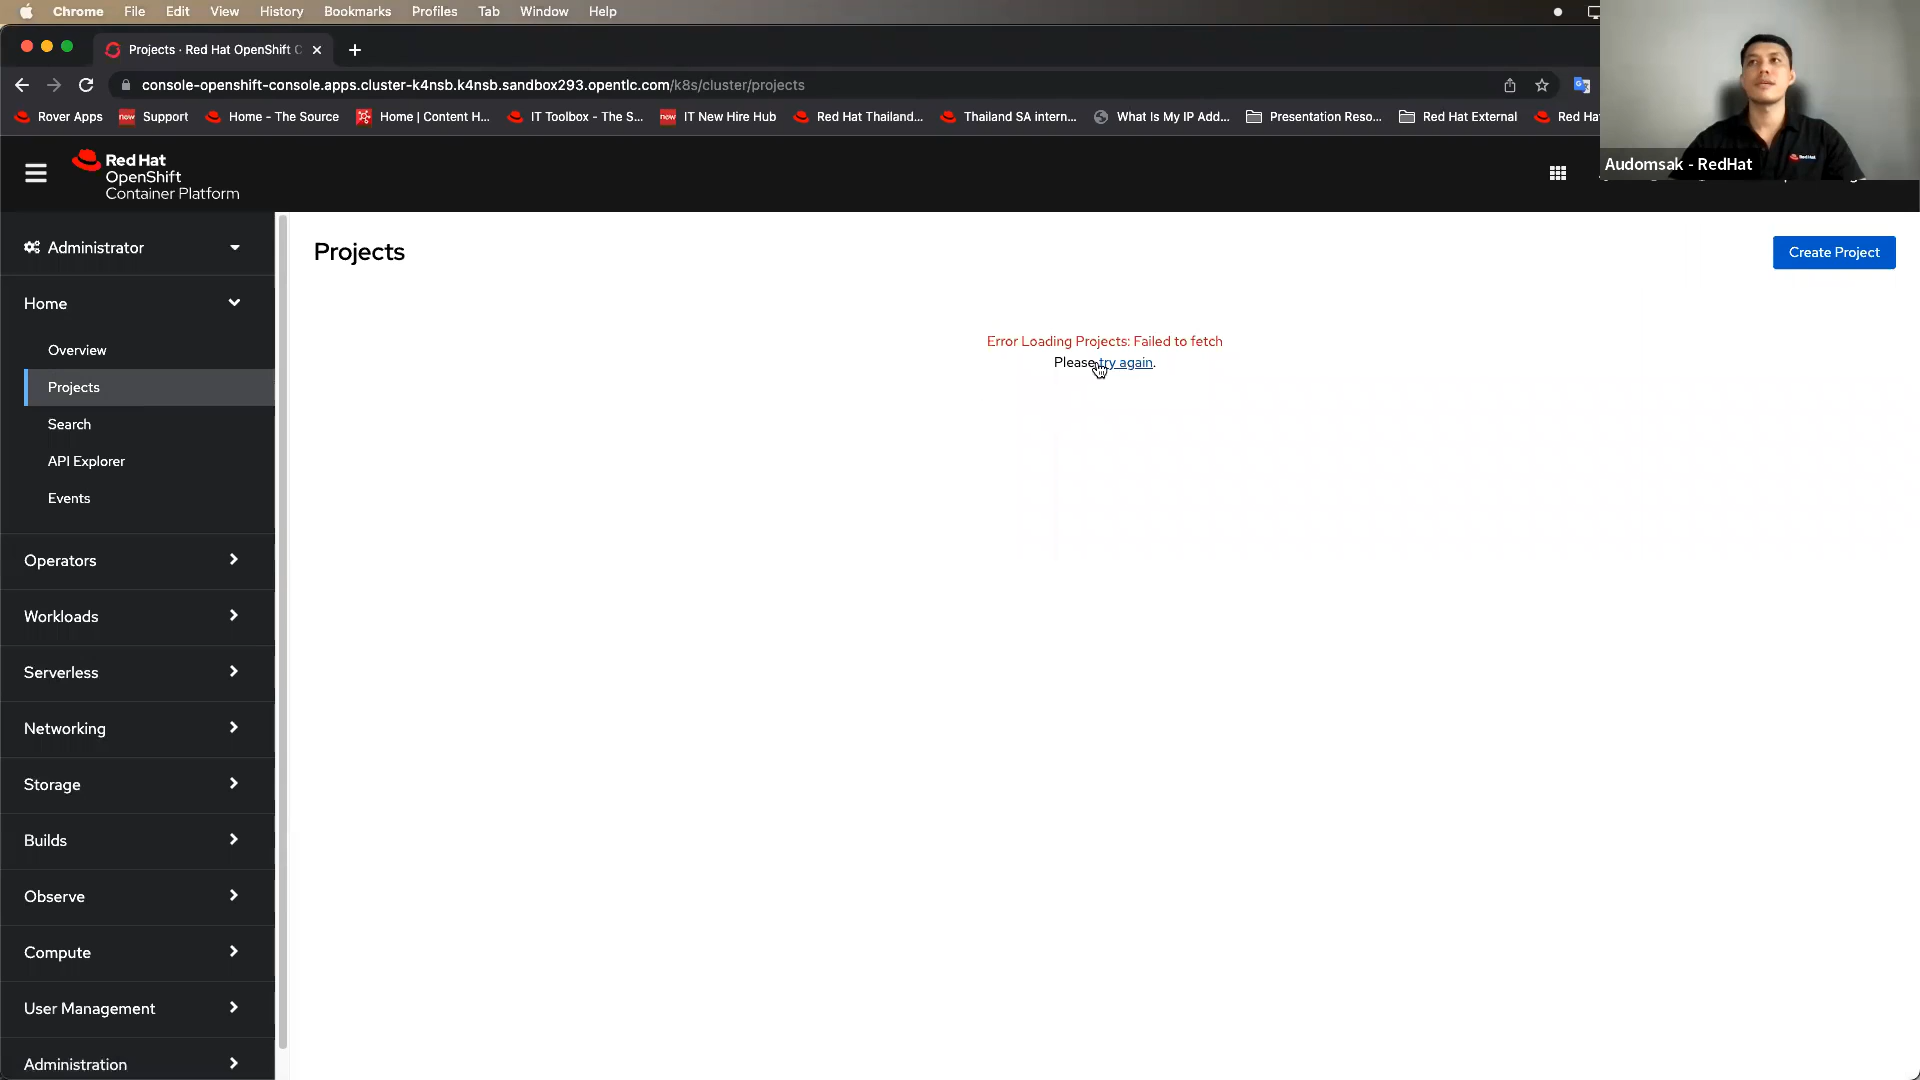 Chrome File Edit View History Bookmarks Profiles Tab Window Help
Projects · Red Hat OpenShift C
console-openshift-console.apps.cluster-k4nsb.k4nsb.sandbox293.opentlc.com/k8s/cluster/projects
Rover Apps Support Home - The Source Home | Content H... IT Toolbox - The S... IT New Hire Hub Red Hat Thailand... Thailand SA intern... What Is My IP Add... Presentation Reso... Red Hat External Red Ha
Audomsak - RedHat
Red Hat
OpenShift
Container Platform
Administrator
Home
Overview
Projects
Search
API Explorer
Events
Operators
Workloads
Serverless
Networking
Storage
Builds
Observe
Compute
User Management
Administration
Projects
Create Project
Error Loading Projects: Failed to fetch
Please try again.